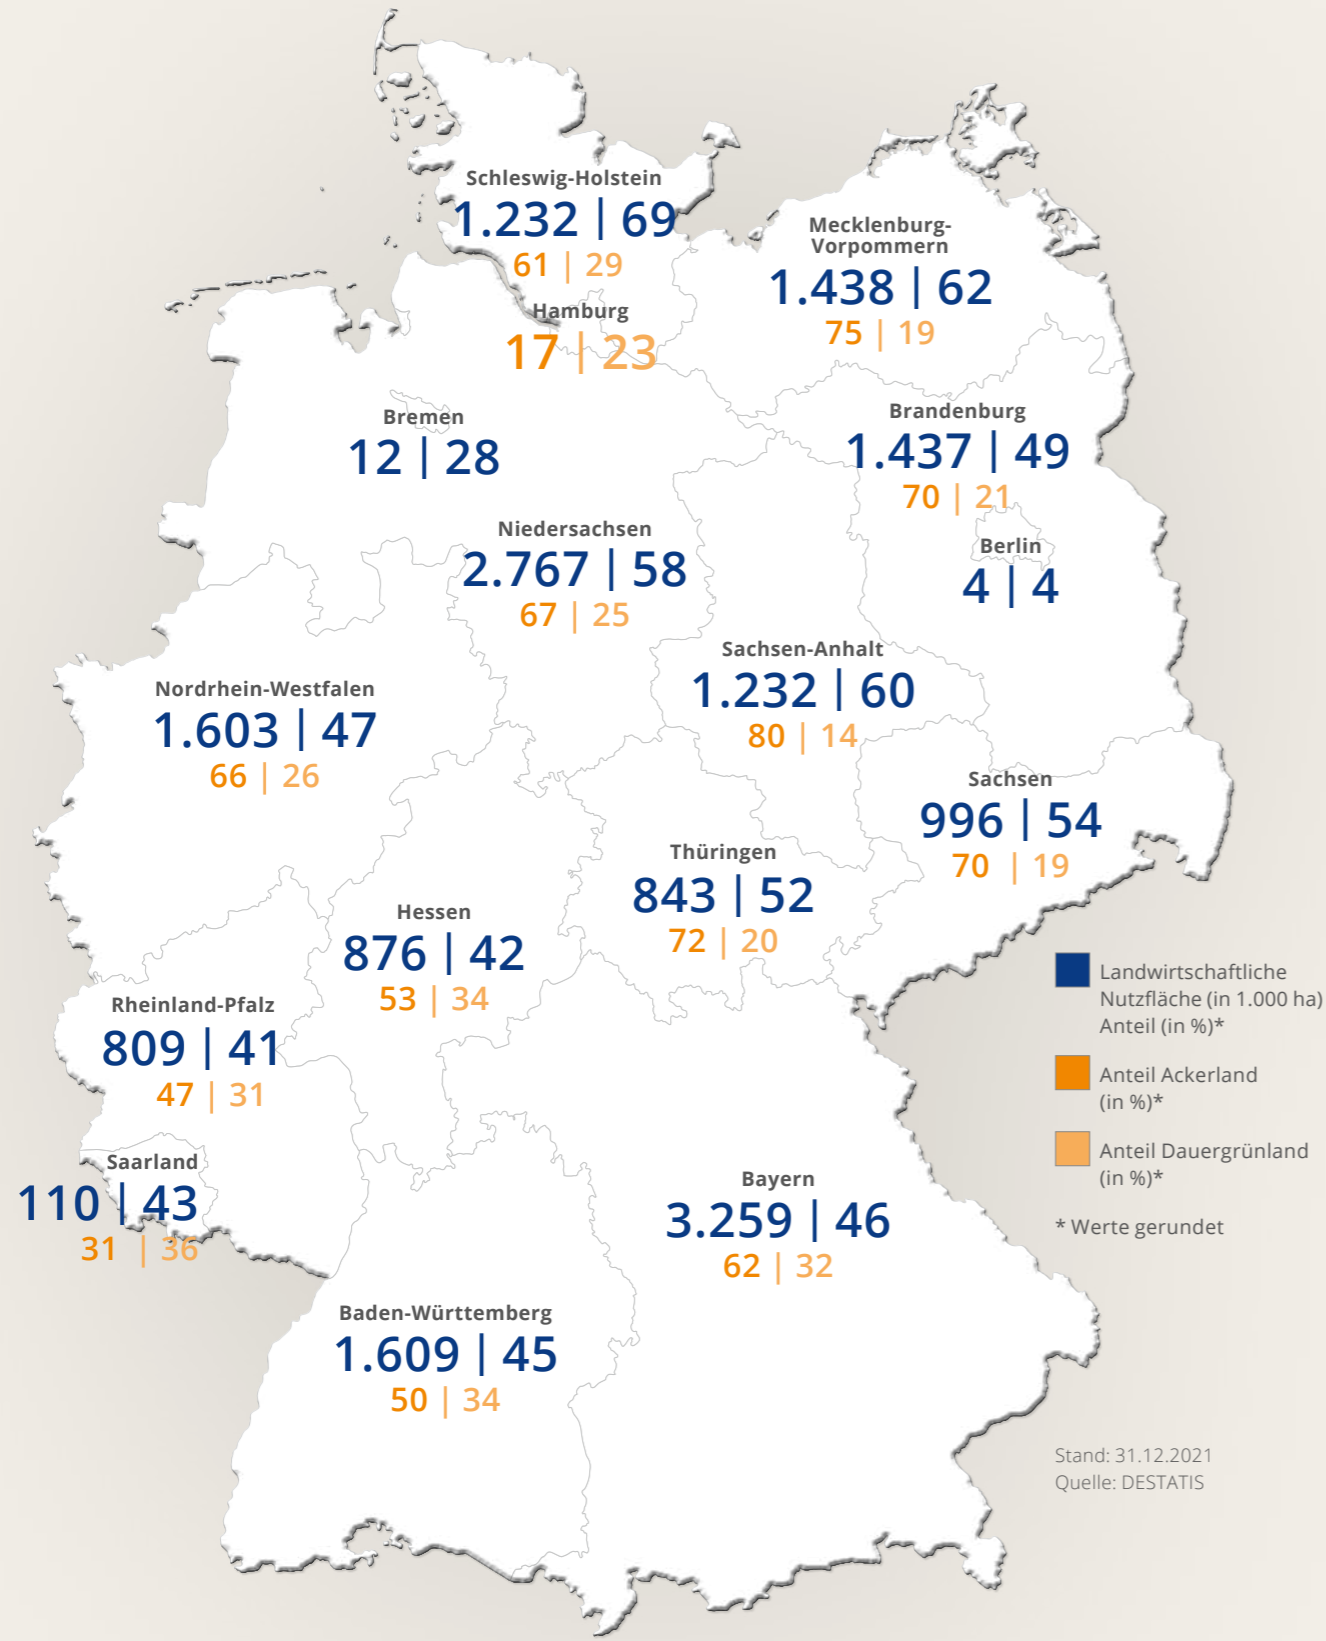 Schleswig-Holstein
1.232 | 69
61 | 29
Mecklenburg-
Vorpommern
1.438 | 62
75 | 19
Hamburg
17 | 23
Bremen
12 | 28
Brandenburg
1.437 | 49
70 | 21
Niedersachsen
2.767 | 58
67 | 25
Berlin
4 | 4
Sachsen-Anhalt
1.232 | 60
80 | 14
Nordrhein-Westfalen
1.603 | 47
66 | 26
Sachsen
996 | 54
70 | 19
Thüringen
843 | 52
72 | 20
Hessen
876 | 42
53 | 34
Rheinland-Pfalz
809 | 41
47 | 31
Saarland
110 | 43
31 | 36
Bayern
3.259 | 46
62 | 32
Baden-Württemberg
1.609 | 45
50 | 34
Landwirtschaftliche
Nutzfläche (in 1.000 ha)
Anteil (in %)*
Anteil Ackerland
(in %)*
Anteil Dauergrünland
(in %)*
* Werte gerundet
Stand: 31.12.2021
Quelle: DESTATIS